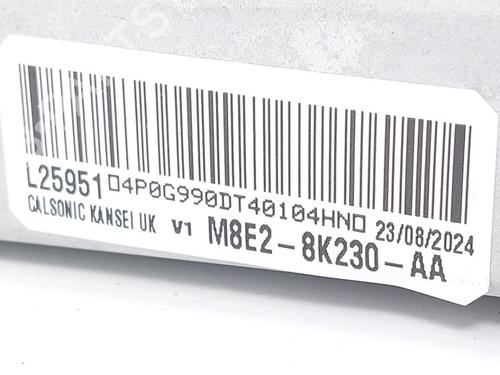 L25951 □4P0G990DT40104HN□ 23/08/2024
CALSONIC KANSEI UK V1 M8E2-8K230-AA